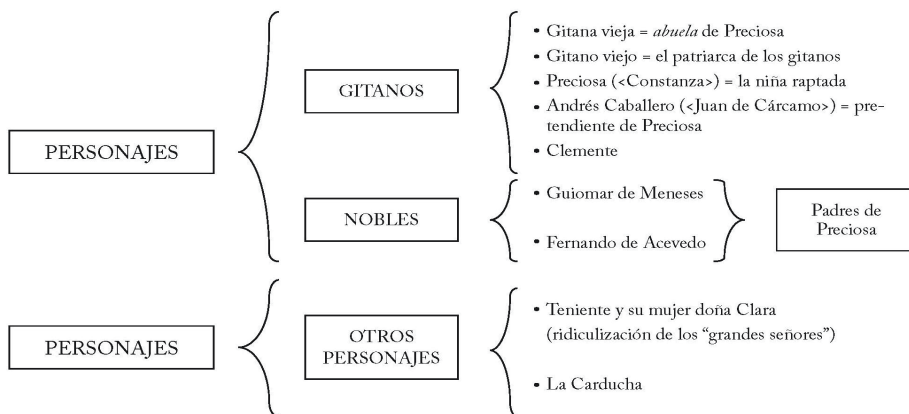 PERSONAJES
GITANOS
• Gitana vieja = abuela de Preciosa
• Gitano viejo = el patriarca de los gitanos
• Preciosa (<Constanza>) = la niña raptada
• Andrés Caballero (<Juan de Cárcamo>) = pre-
tendiente de Preciosa
• Clemente
NOBLES
• Guiomar de Meneses
• Fernando de Acevedo
Padres de
Preciosa
PERSONAJES
OTROS
PERSONAJES
• Teniente y su mujer doña Clara
(ridiculización de los “grandes señores”)
• La Carducha